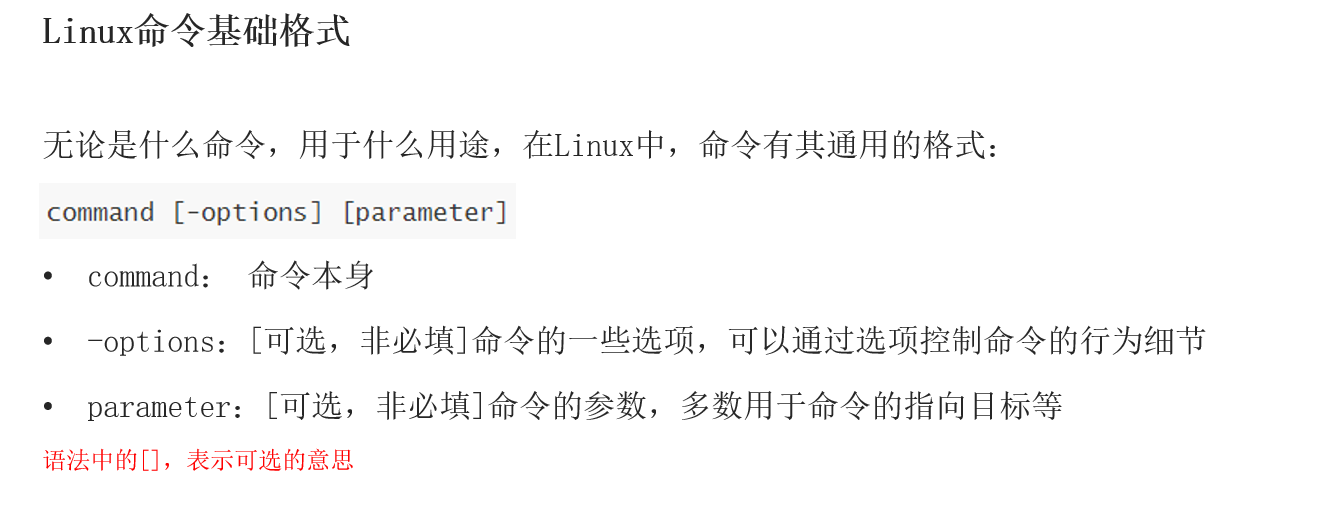 Linux命令基础格式
无论是什么命令，用于什么用途，在Linux中，命令有其通用的格式：
command [-options] [parameter]
• command： 命令本身
• -options：[可选，非必填]命令的一些选项，可以通过选项控制命令的行为细节
• parameter：[可选，非必填]命令的参数，多数用于命令的指向目标等
语法中的[]，表示可选的意思